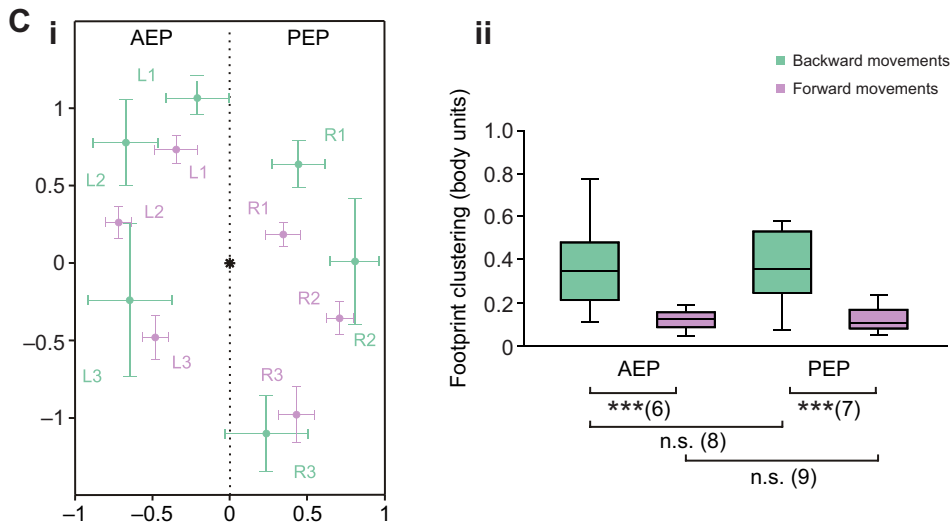 C
i
AEP
PEP
L1
L2
L1
L2
L3
L3
R1
R1
R2
R2
R3
R3
1
0.5
0
–0.5
–1
–1
–0.5
0
0.5
1
ii
Backward movements
Forward movements
Footprint clustering (body units)
1.0
0.8
0.6
0.4
0.2
0
AEP
PEP
***(6)
***(7)
n.s. (8)
n.s. (9)